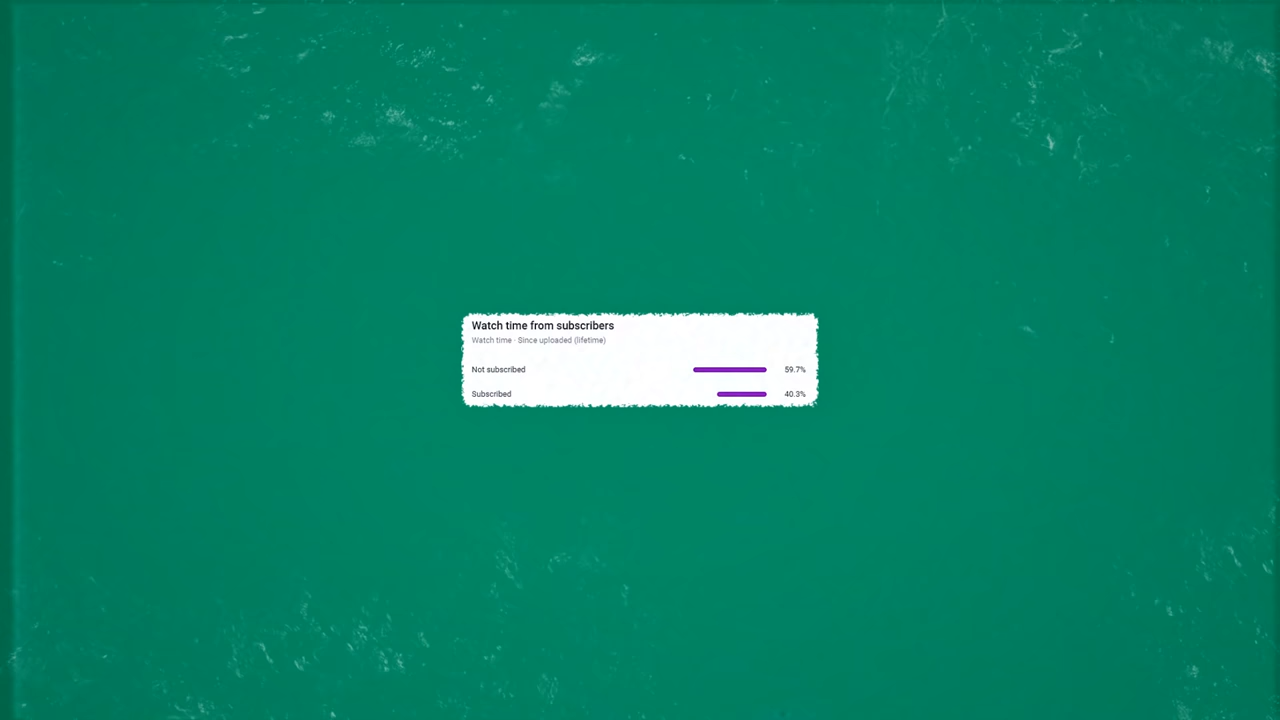 Watch time from subscribers
Watch time · Since uploaded (lifetime)
Not subscribed 59.7%
Subscribed 40.3%